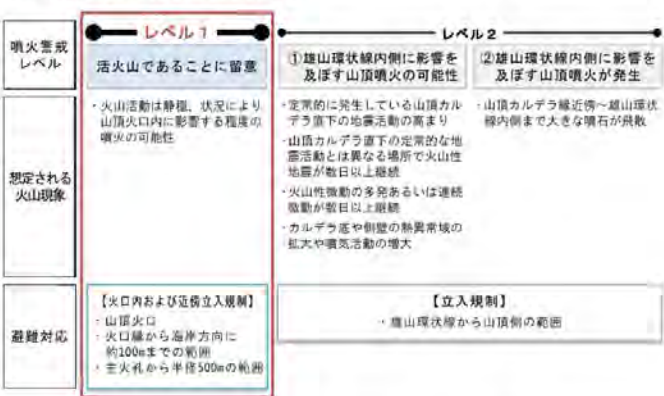 噴火警戒
レベル
レベル1
活火山であることに留意
レベル2
①雄山環状線内側に影響を
及ぼす山頂噴火の可能性
②雄山環状線内側に影響を
及ぼす山頂噴火が発生
想定される
火山現象
・火山活動は静穏、状況により
山頂火口内に影響する程度の
噴火の可能性
・定常的に発生している山頂カル
デラ直下の地震活動の高まり
・山頂カルデラ直下の定常的な地
震活動とは異なる場所で火山性
地震が数日以上継続
・火山性微動の多発あるいは連続
微動が数日以上継続
・カルデラ底や側壁の熱異常域の
拡大や噴気活動の増大
・山頂カルデラ縁近傍～雄山環状
線内側まで大きな噴石が飛散
避難対応
【火口内および近傍立入規制】
・山頂火口
・火口縁から海岸方向に
約100mまでの範囲
・主火孔から半径500mの範囲
【立入規制】
・雄山環状線から山頂側の範囲